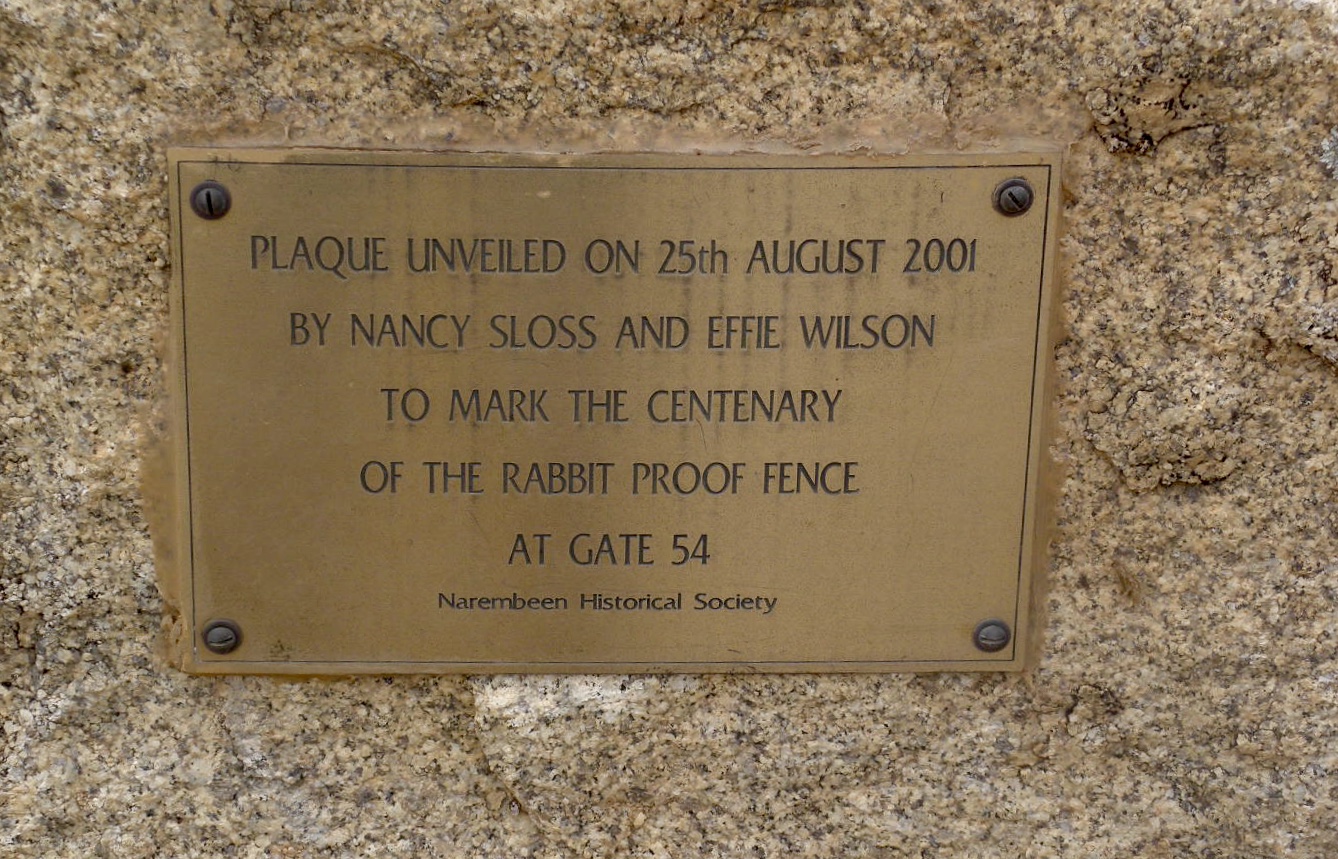 PLAQUE UNVEILED ON 25th AUGUST 2001
BY NANCY SLOSS AND EFFIE WILSON
TO MARK THE CENTENARY
OF THE RABBIT PROOF FENCE
AT GATE 54
Narembeen Historical Society